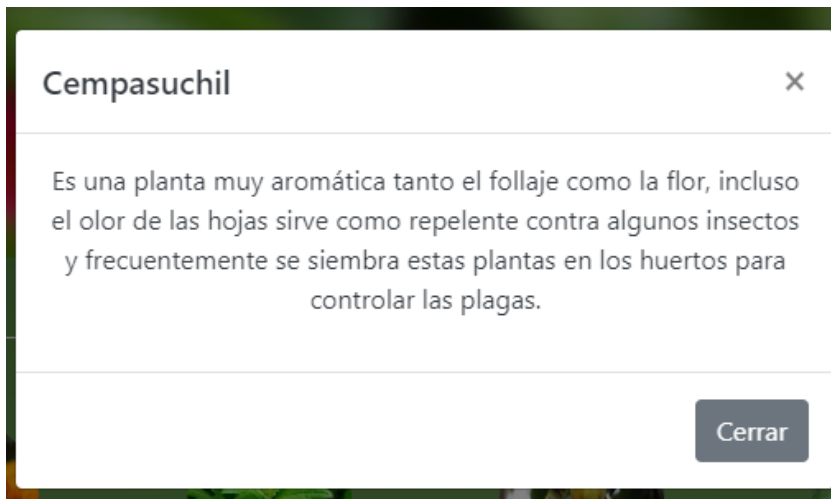 Cempasuchil
×
Es una planta muy aromática tanto el follaje como la flor, incluso
el olor de las hojas sirve como repelente contra algunos insectos
y frecuentemente se siembra estas plantas en los huertos para
controlar las plagas.
Cerrar